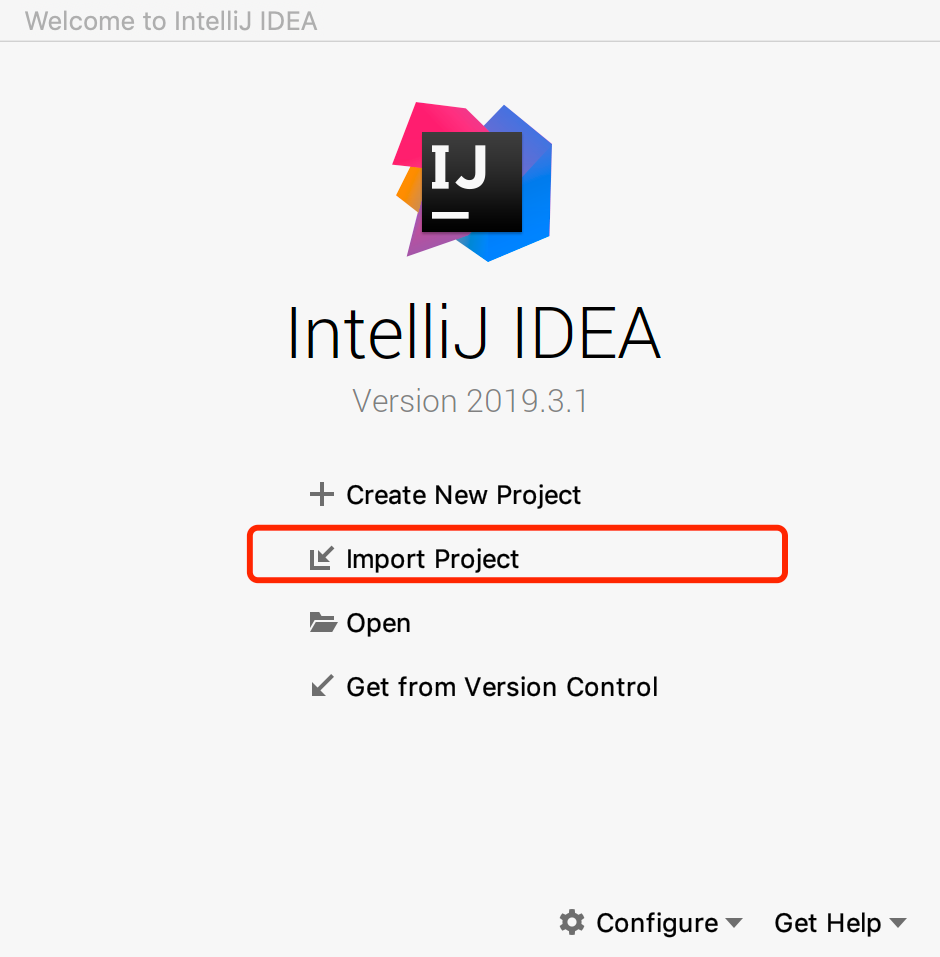 Welcome to IntelliJ IDEA
IJ
IntelliJ IDEA
Version 2019.3.1
Create New Project
Import Project
Open
Get from Version Control
Configure Get Help